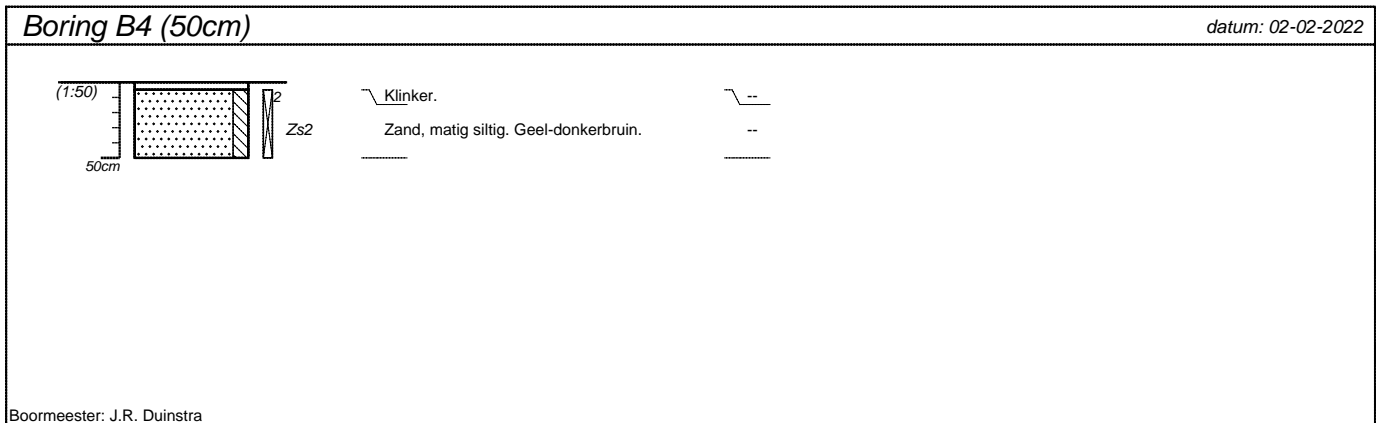 Boring B4 (50cm)
datum: 02-02-2022
(1:50)
2
Klinker.
--
Zs2
Zand, matig siltig. Geel-donkerbruin.
--
50cm
Boormeester: J.R. Duinstra